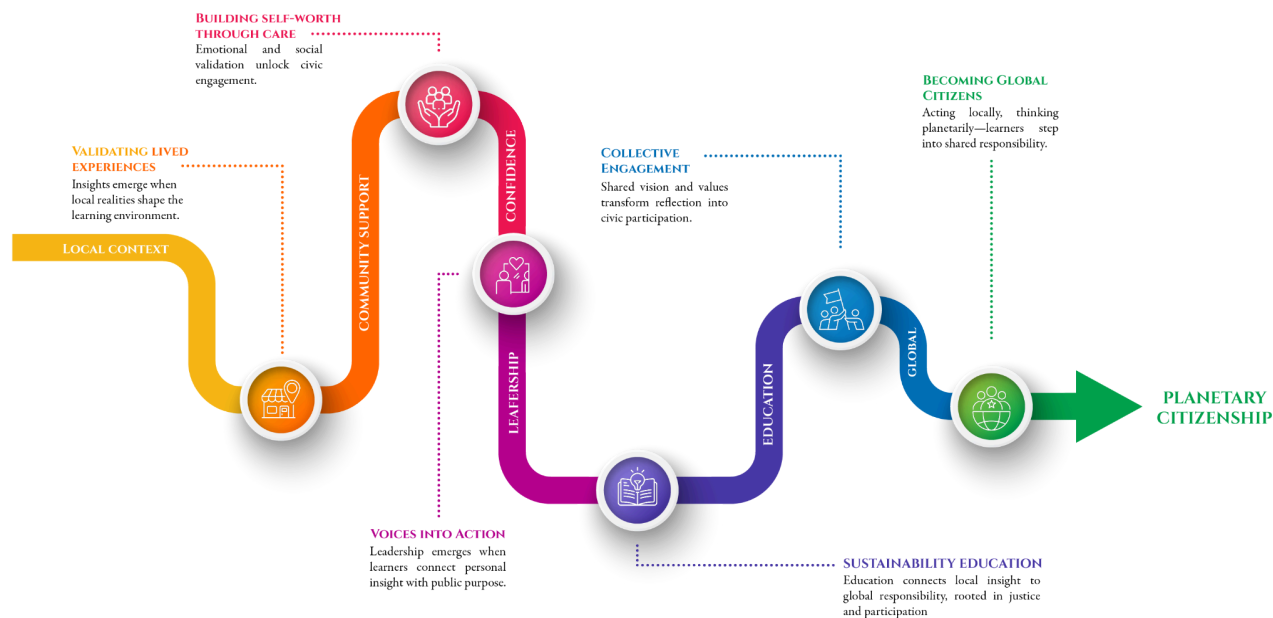 Building self-worth
through care
Emotional and social
validation unlock civic
engagement.
Validating lived
experiences
Insights emerge when
local realities shape the
learning environment.
Local context
COMMUNITY SUPPORT
CONFIDENCE
LEAFERSHIP
Voices into Action
Leadership emerges when
learners connect personal
insight with public purpose.
Collective
Engagement
Shared vision and values
transform reflection into
civic participation.
EDUCATION
SUSTAINABILITY EDUCATION
Education connects local insight to
global responsibility, rooted in justice
and participation
GLOBAL
Becoming Global
Citizens
Acting locally, thinking
planetarily—learners step
into shared responsibility.
PLANETARY
CITIZENSHIP